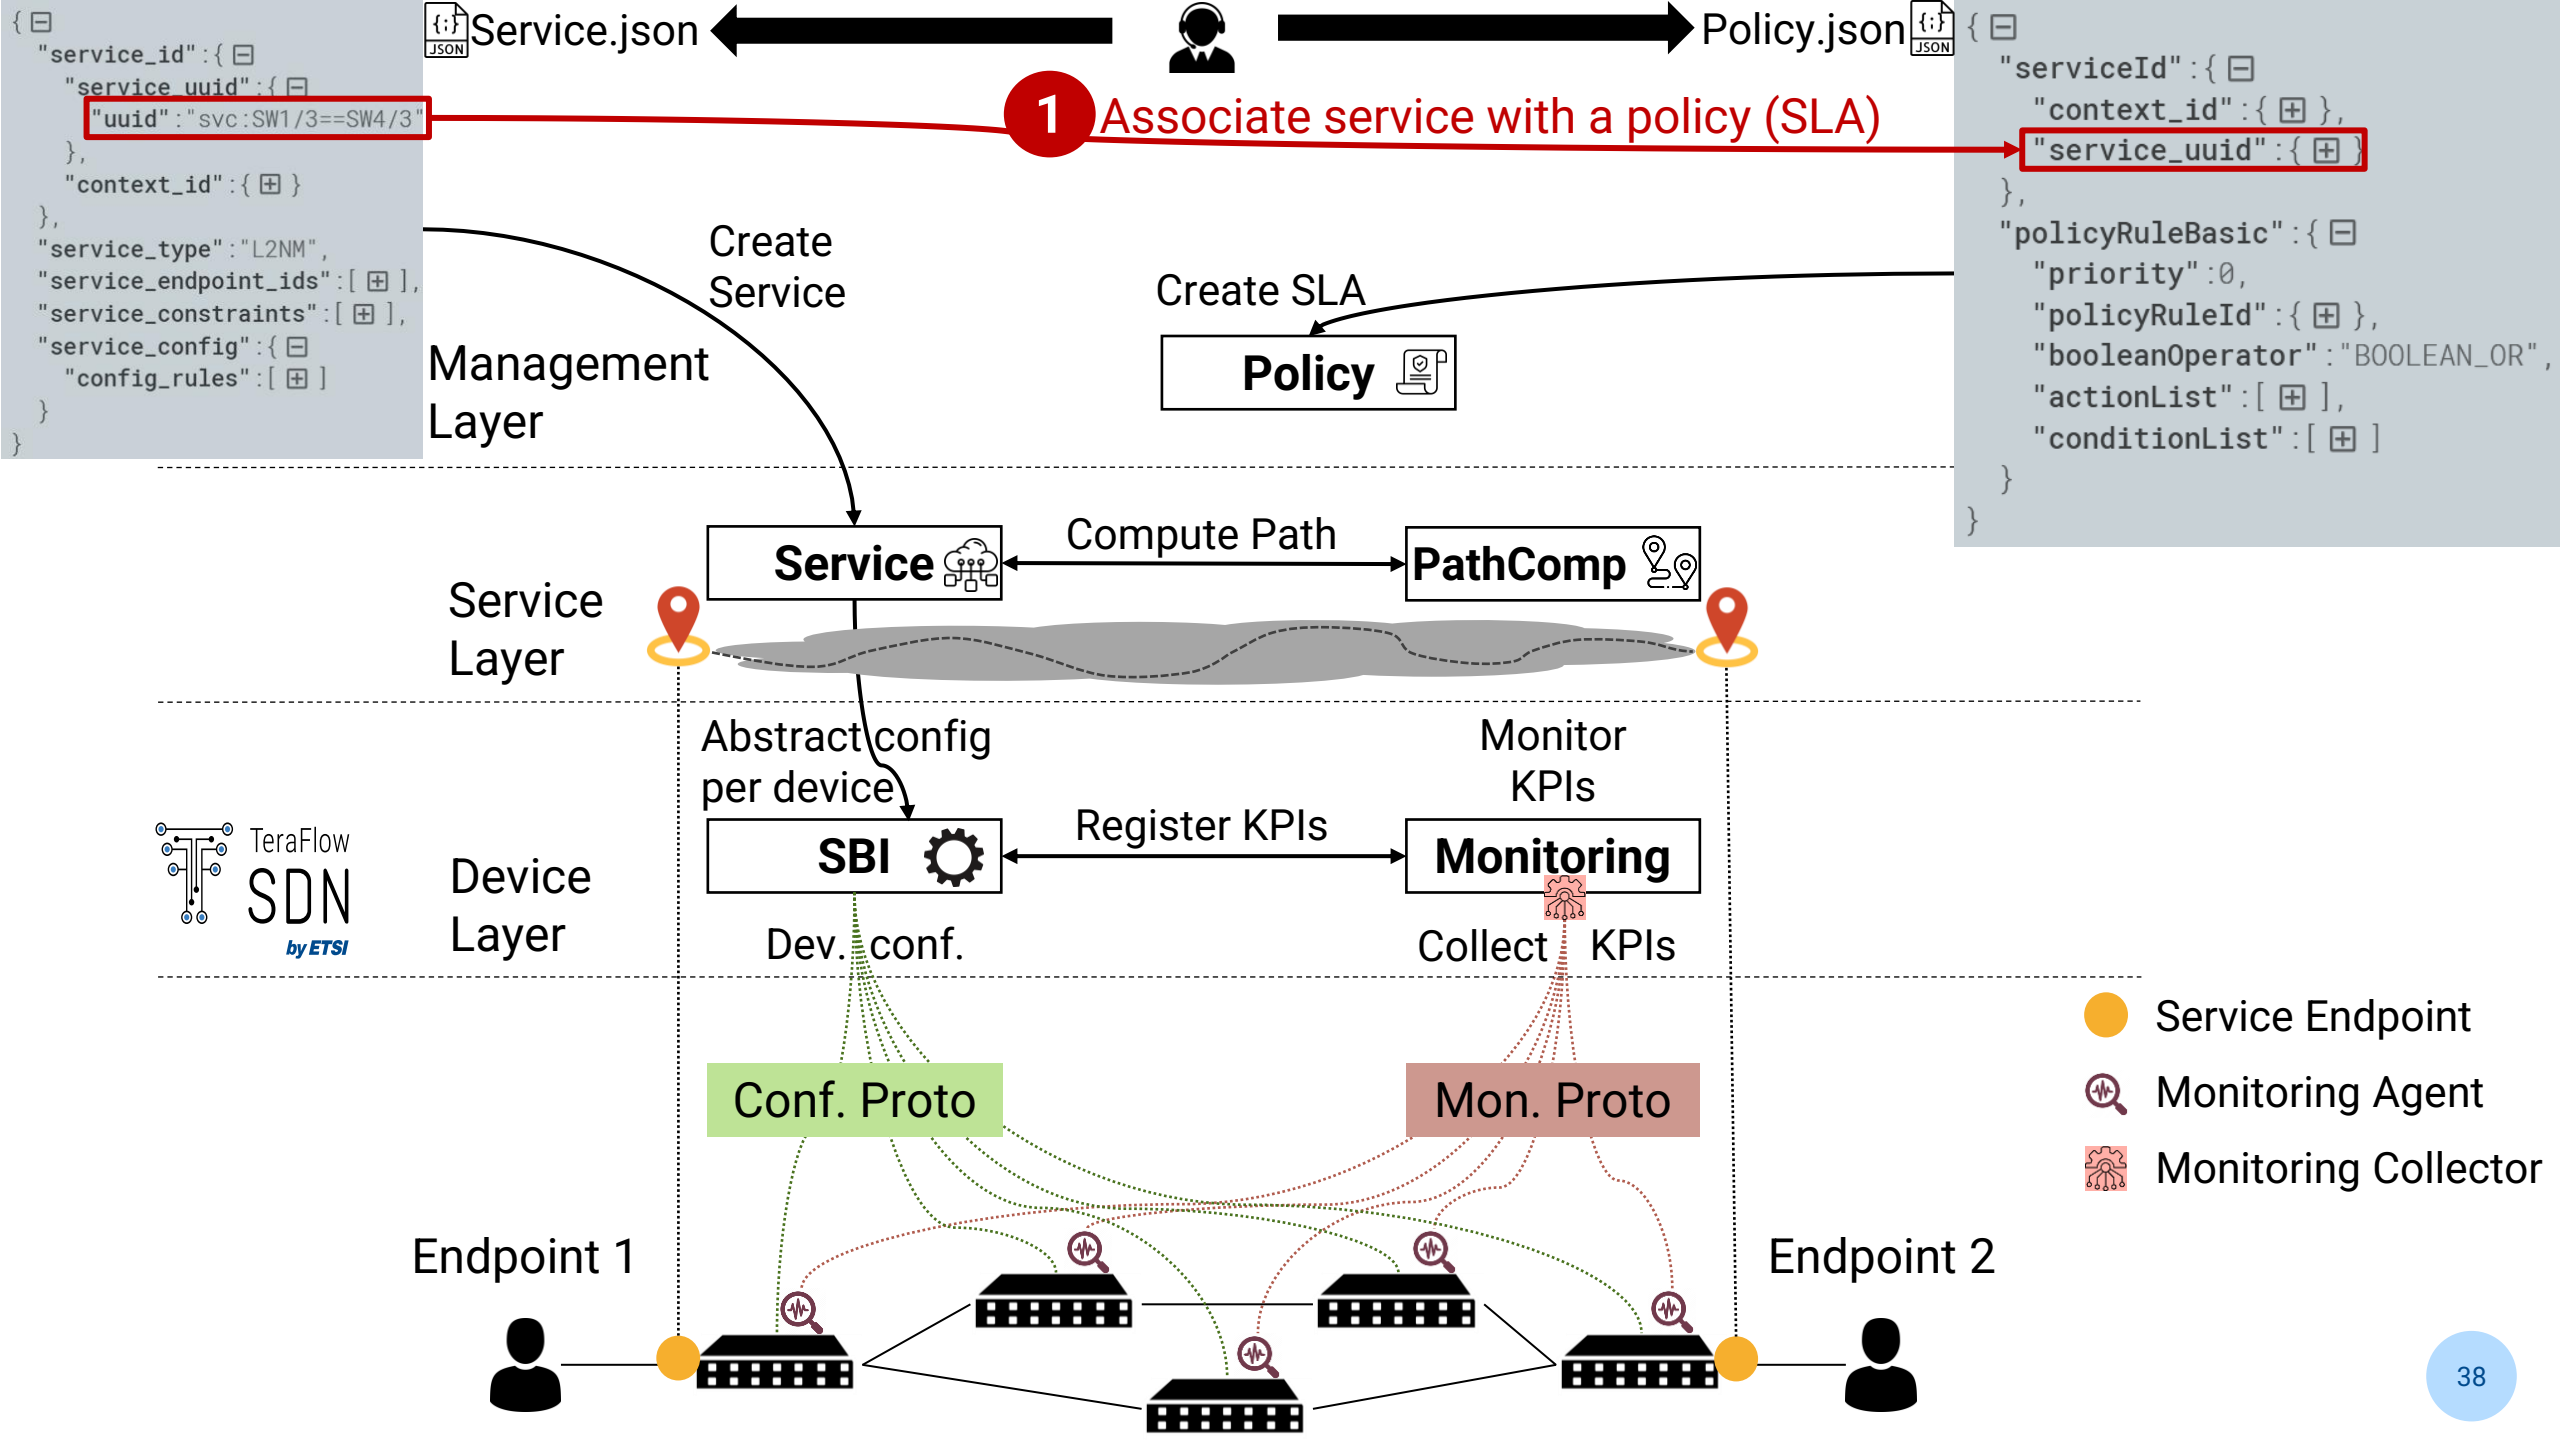 {
"service_id":{
"service_uuid":{
"uuid":"svc:SW1/3==SW4/3"
},
"context_id":{ }
},
"service_type":"L2NM",
"service_endpoint_ids":[ ],
"service_constraints":[ ],
"service_config":{
"config_rules":[ ]
}
}
{;}
JSON
Service.json
Policy.json
{;}
JSON
1
Associate service with a policy (SLA)
{
"serviceId":{
"context_id":{ },
"service_uuid":{ }
},
"policyRuleBasic":{
"priority":0,
"policyRuleId":{ },
"booleanOperator":"BOOLEAN_OR",
"actionList":[ ],
"conditionList":[ ]
}
}
Create
Service
Create SLA
Policy
Management
Layer
Service
Compute Path
PathComp
Service
Layer
Abstract config
per device
Monitor
KPIs
SBI
Register KPIs
Monitoring
TeraFlow
SDN
by ETSI
Device
Layer
Dev. conf.
Collect KPIs
Conf. Proto
Mon. Proto
Service Endpoint
Monitoring Agent
Monitoring Collector
Endpoint 1
Endpoint 2
38